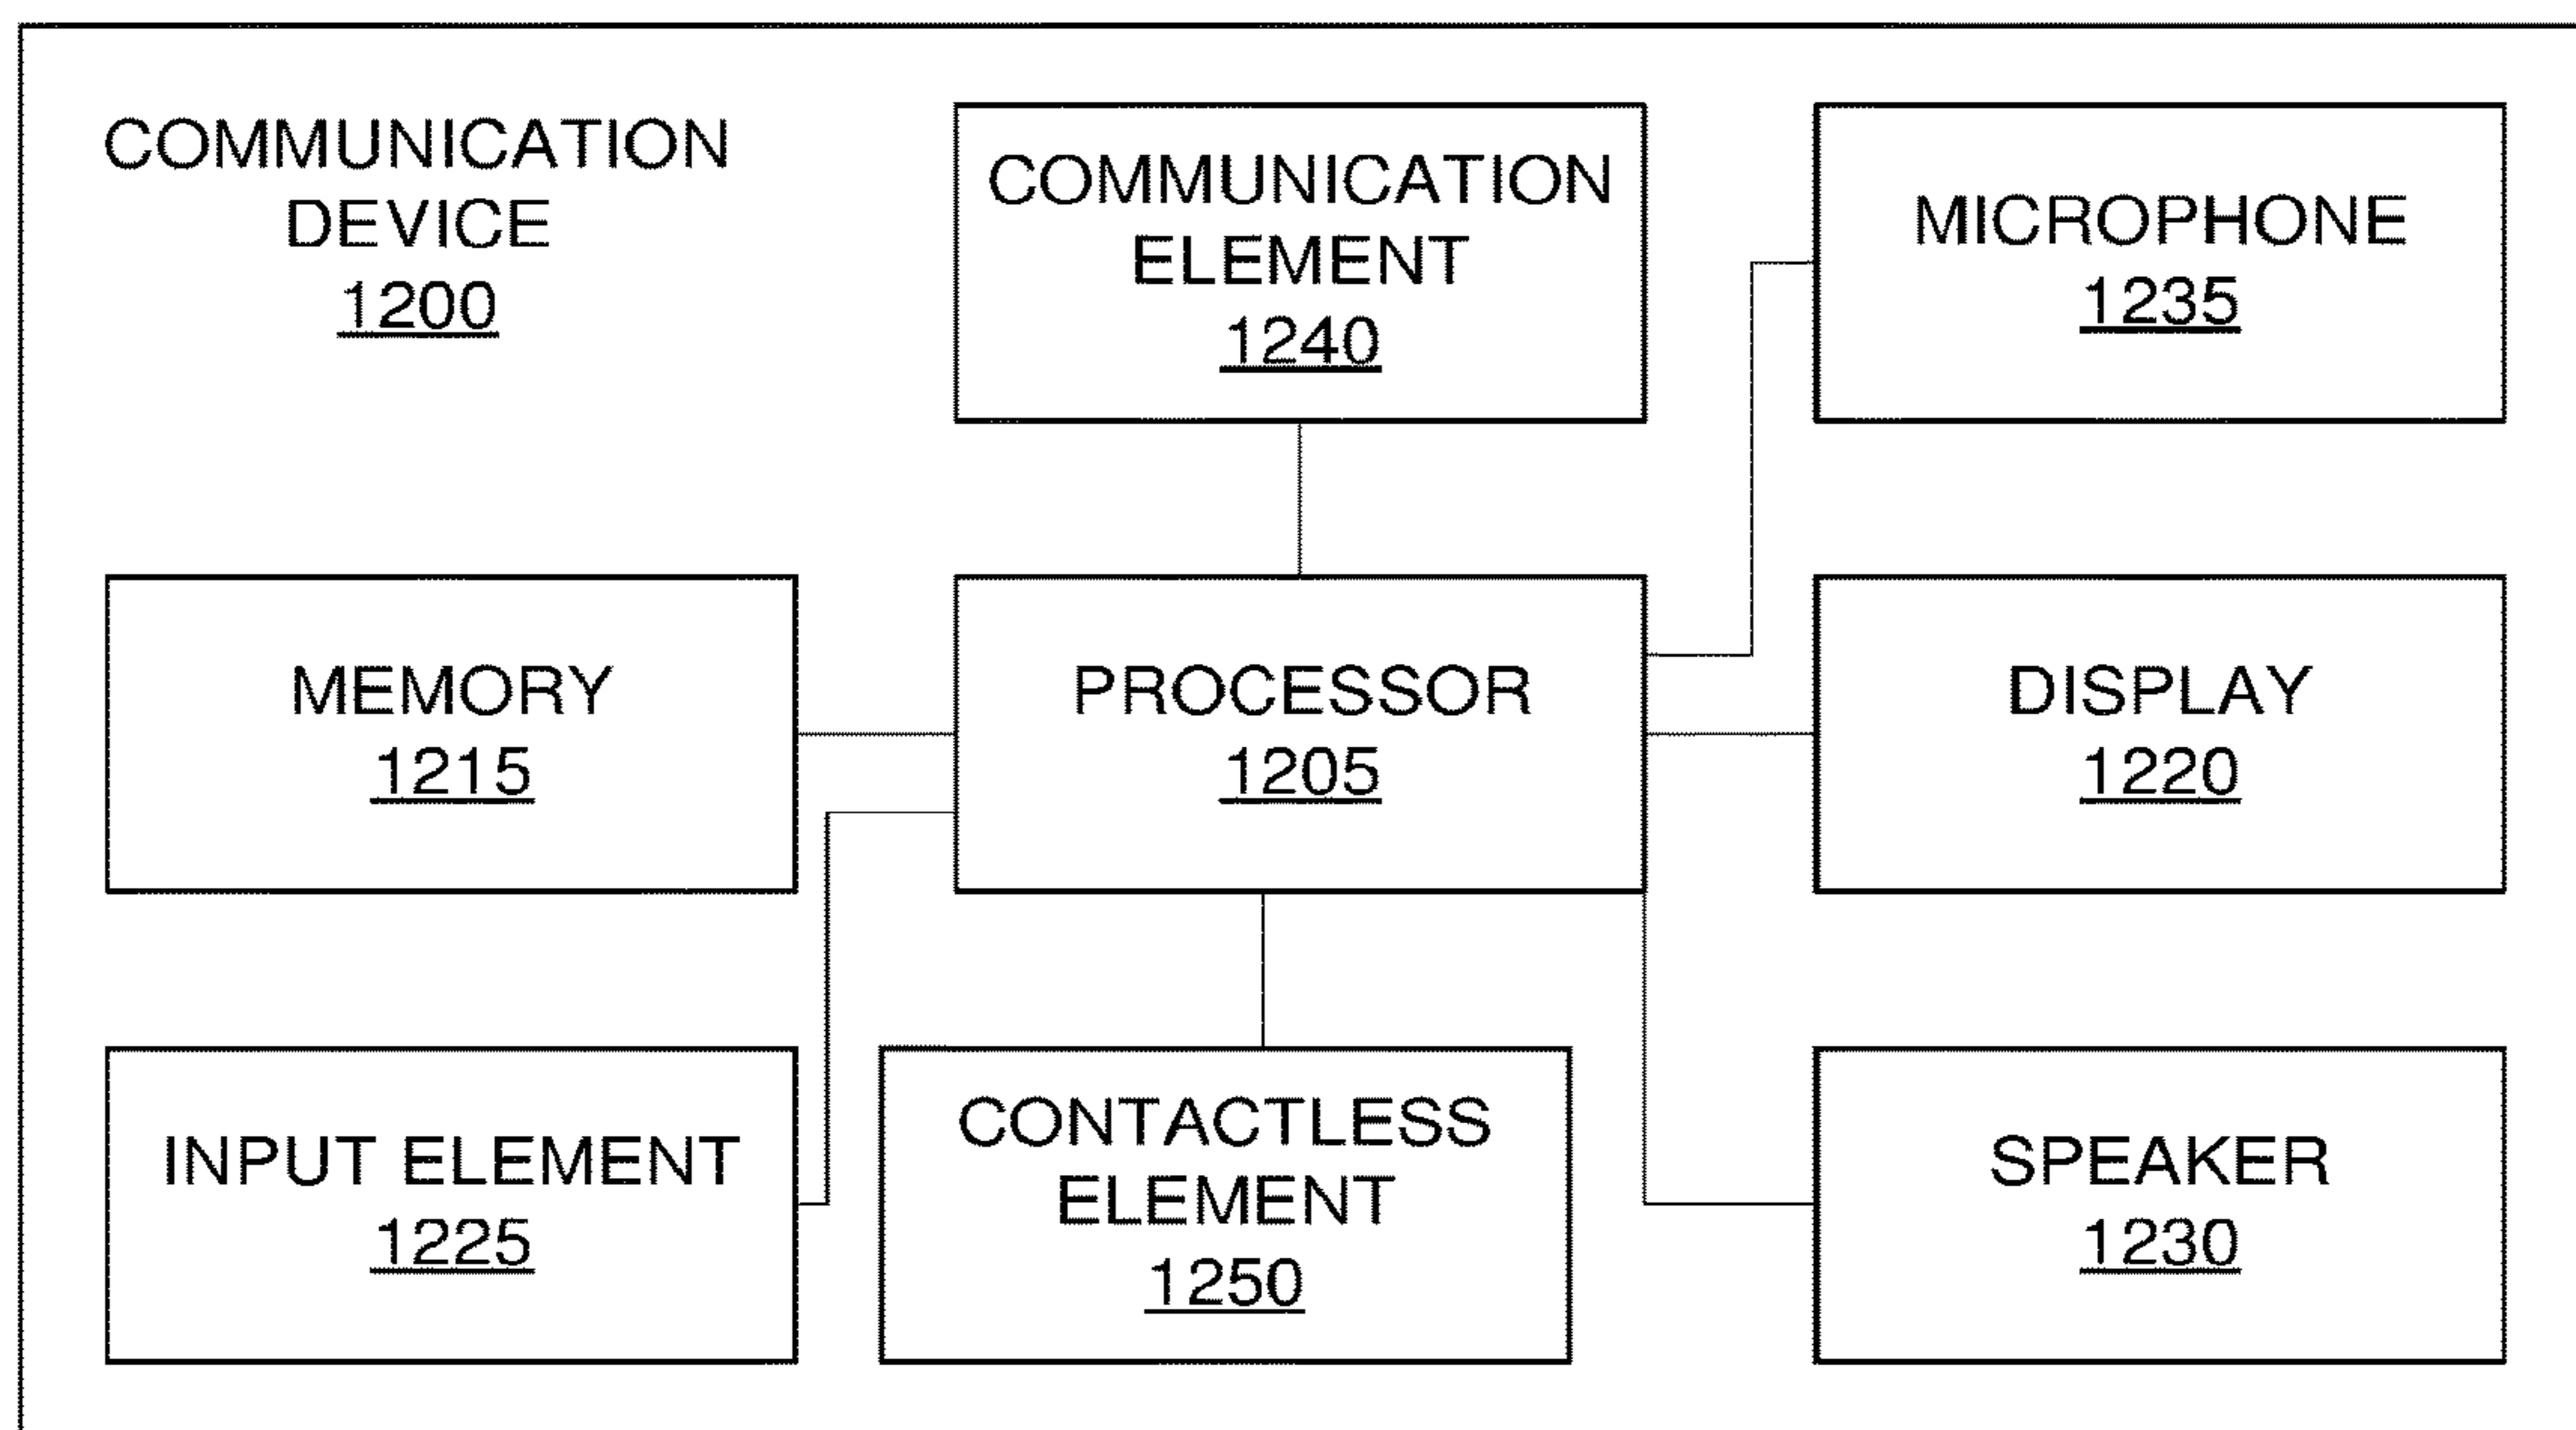 COMMUNICATION
DEVICE
1200
COMMUNICATION
ELEMENT
1240
MICROPHONE
1235
MEMORY
1215
PROCESSOR
1205
DISPLAY
1220
INPUT ELEMENT
1225
CONTACTLESS
ELEMENT
1250
SPEAKER
1230